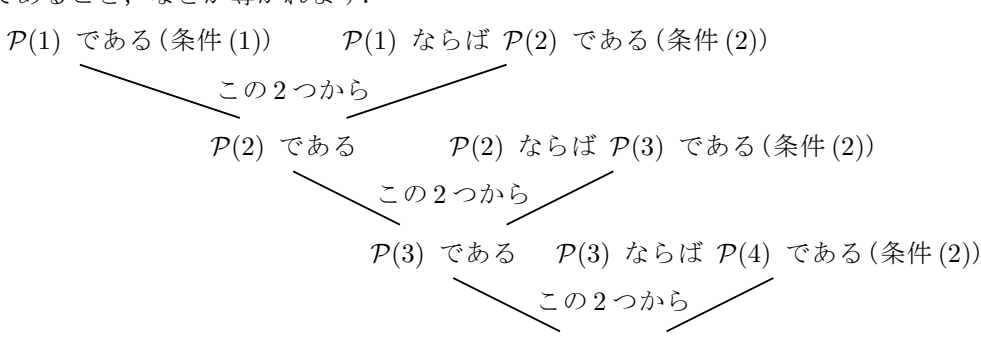 であること，などが導かれます．
P(1) である（条件 (1)） P(1) ならば P(2) である（条件 (2)）
この 2 つから
P(2) である P(2) ならば P(3) である（条件 (2)）
この 2 つから
P(3) である P(3) ならば P(4) である（条件 (2)）
この 2 つから